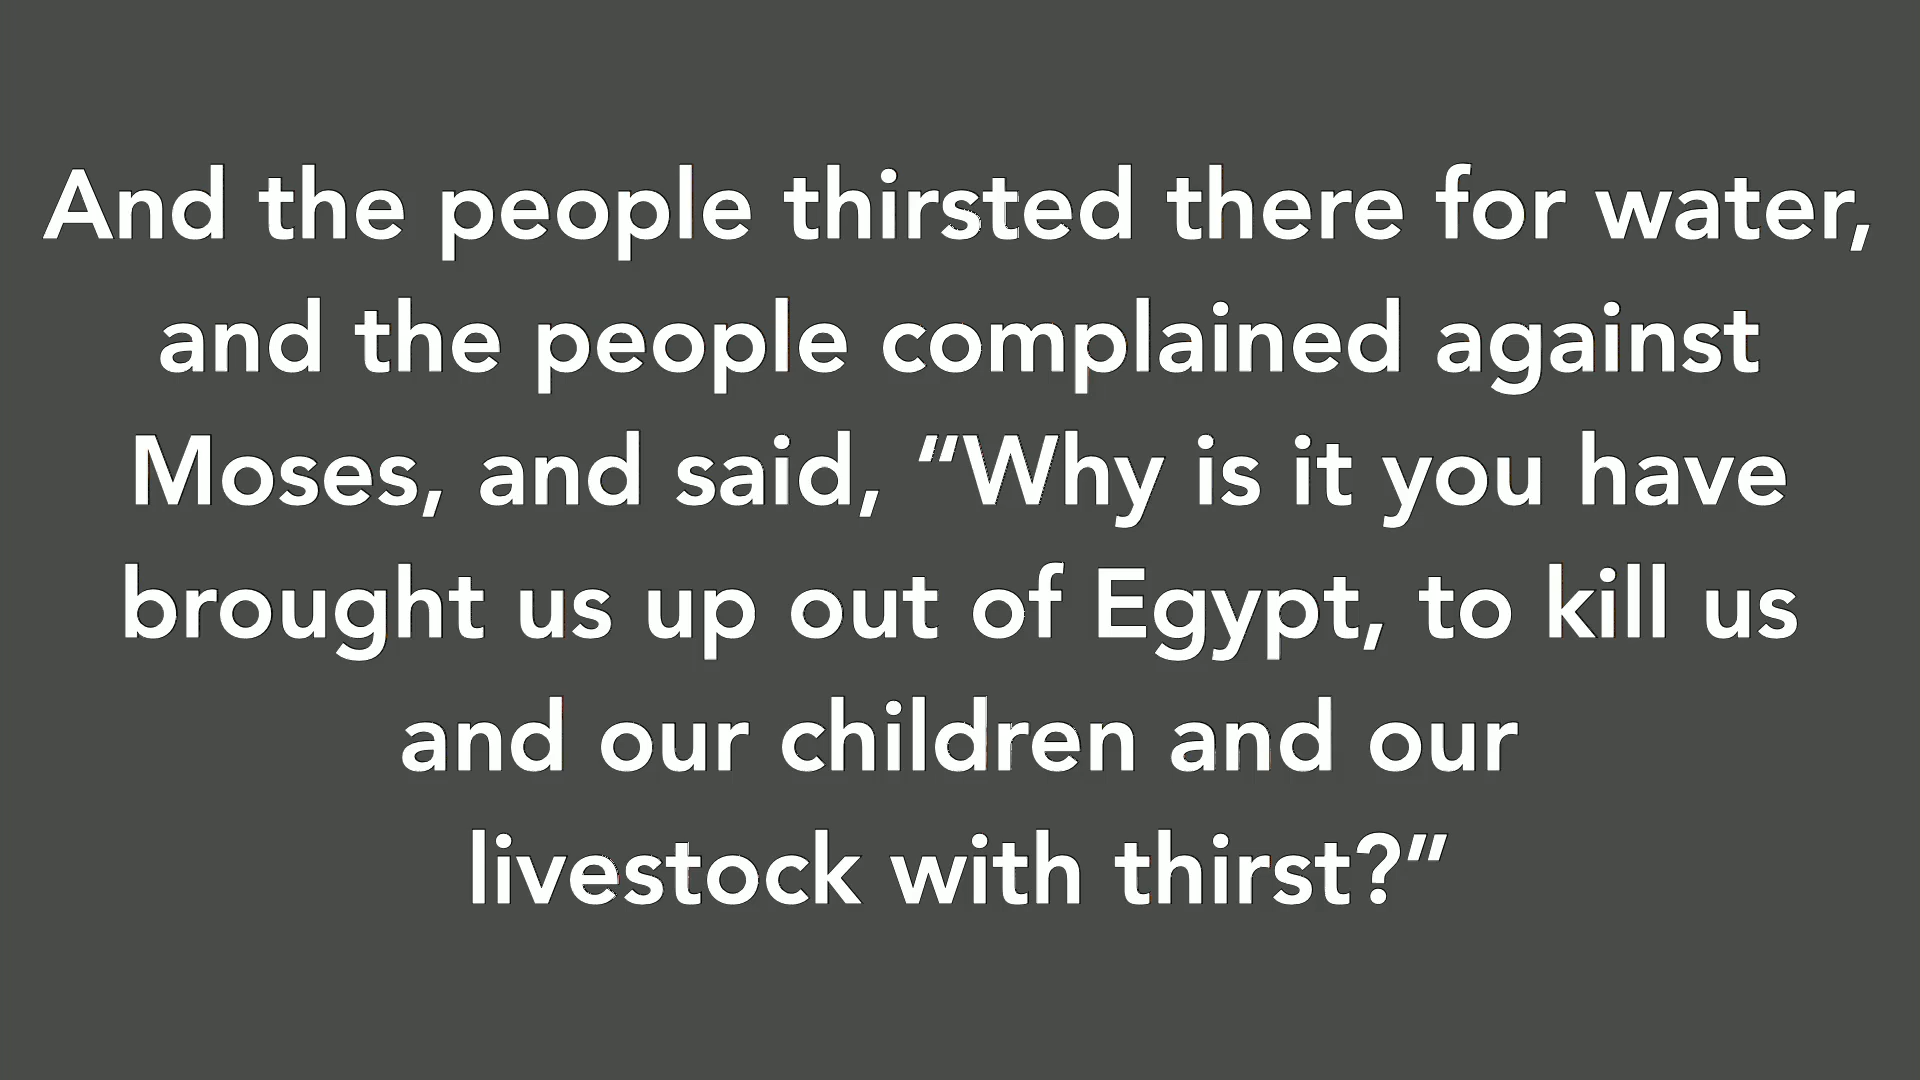 And the people thirsted there for water,
and the people complained against
Moses, and said, “Why is it you have
brought us up out of Egypt, to kill us
and our children and our
livestock with thirst?”